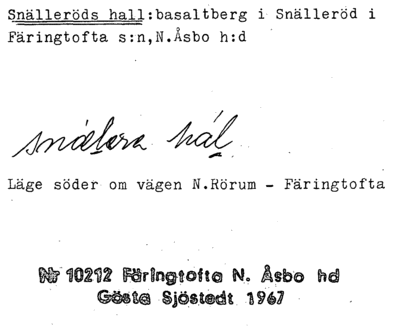 Snälleröds hall:basaltberg i Snälleröd i
Färingtofta s:n,N.Åsbo h:d
snälera hál
Läge söder om vägen N.Rörum - Färingtofta
Nr 10212 Färingtofta N. Åsbo hd
Gösta Sjöstedt 1967